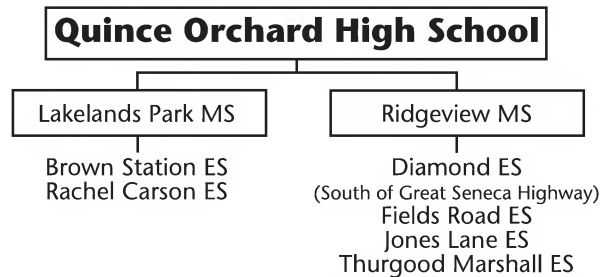 Quince Orchard High School
Lakelands Park MS
Brown Station ES
Rachel Carson ES
Ridgeview MS
Diamond ES
(South of Great Seneca Highway)
Fields Road ES
Jones Lane ES
Thurgood Marshall ES